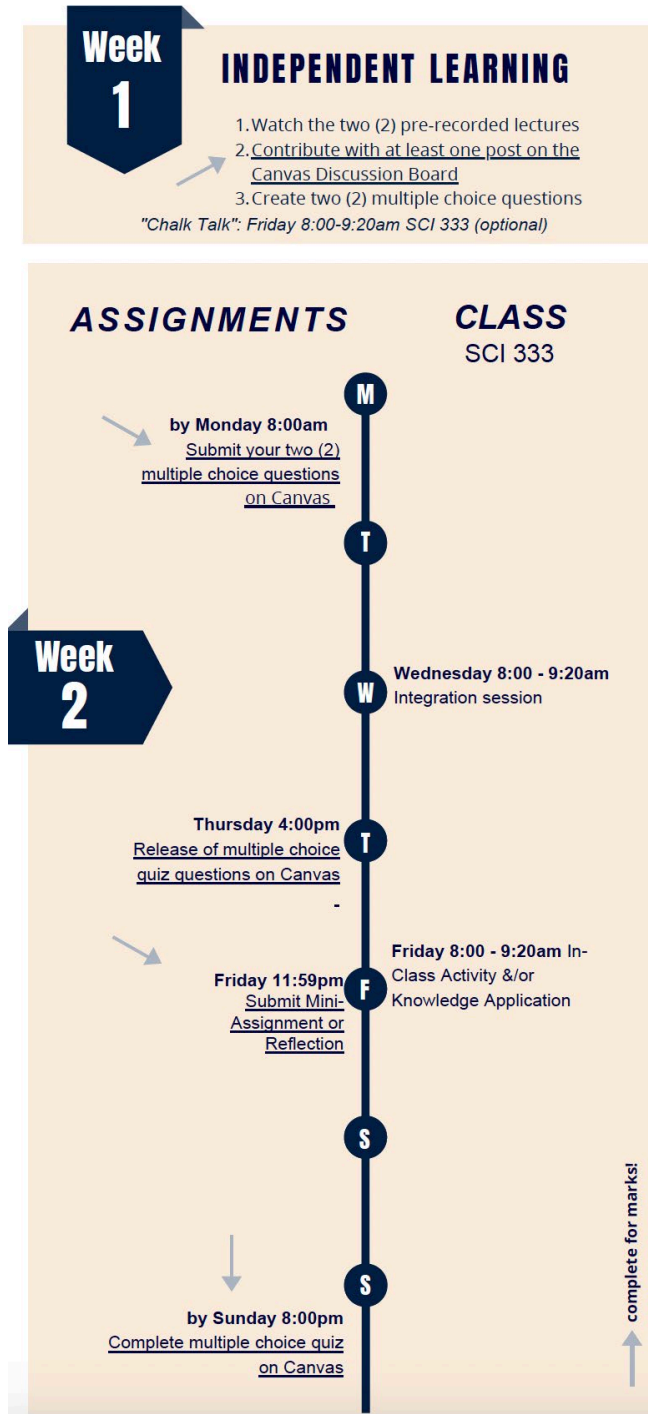 Week
1
INDEPENDENT LEARNING
1. Watch the two (2) pre-recorded lectures
2. Contribute with at least one post on the
Canvas Discussion Board
3. Create two (2) multiple choice questions
"Chalk Talk": Friday 8:00-9:20am SCI 333 (optional)
ASSIGNMENTS
CLASS
SCI 333
M
by Monday 8:00am
Submit your two (2)
multiple choice questions
on Canvas
T
Week
2
W
Wednesday 8:00 - 9:20am
Integration session
Thursday 4:00pm
Release of multiple choice
quiz questions on Canvas
-
T
Friday 8:00 - 9:20am In-
Class Activity &/or
Knowledge Application
Friday 11:59pm
Submit Mini-
Assignment or
Reflection
F
S
S
by Sunday 8:00pm
Complete multiple choice quiz
on Canvas
complete for marks!